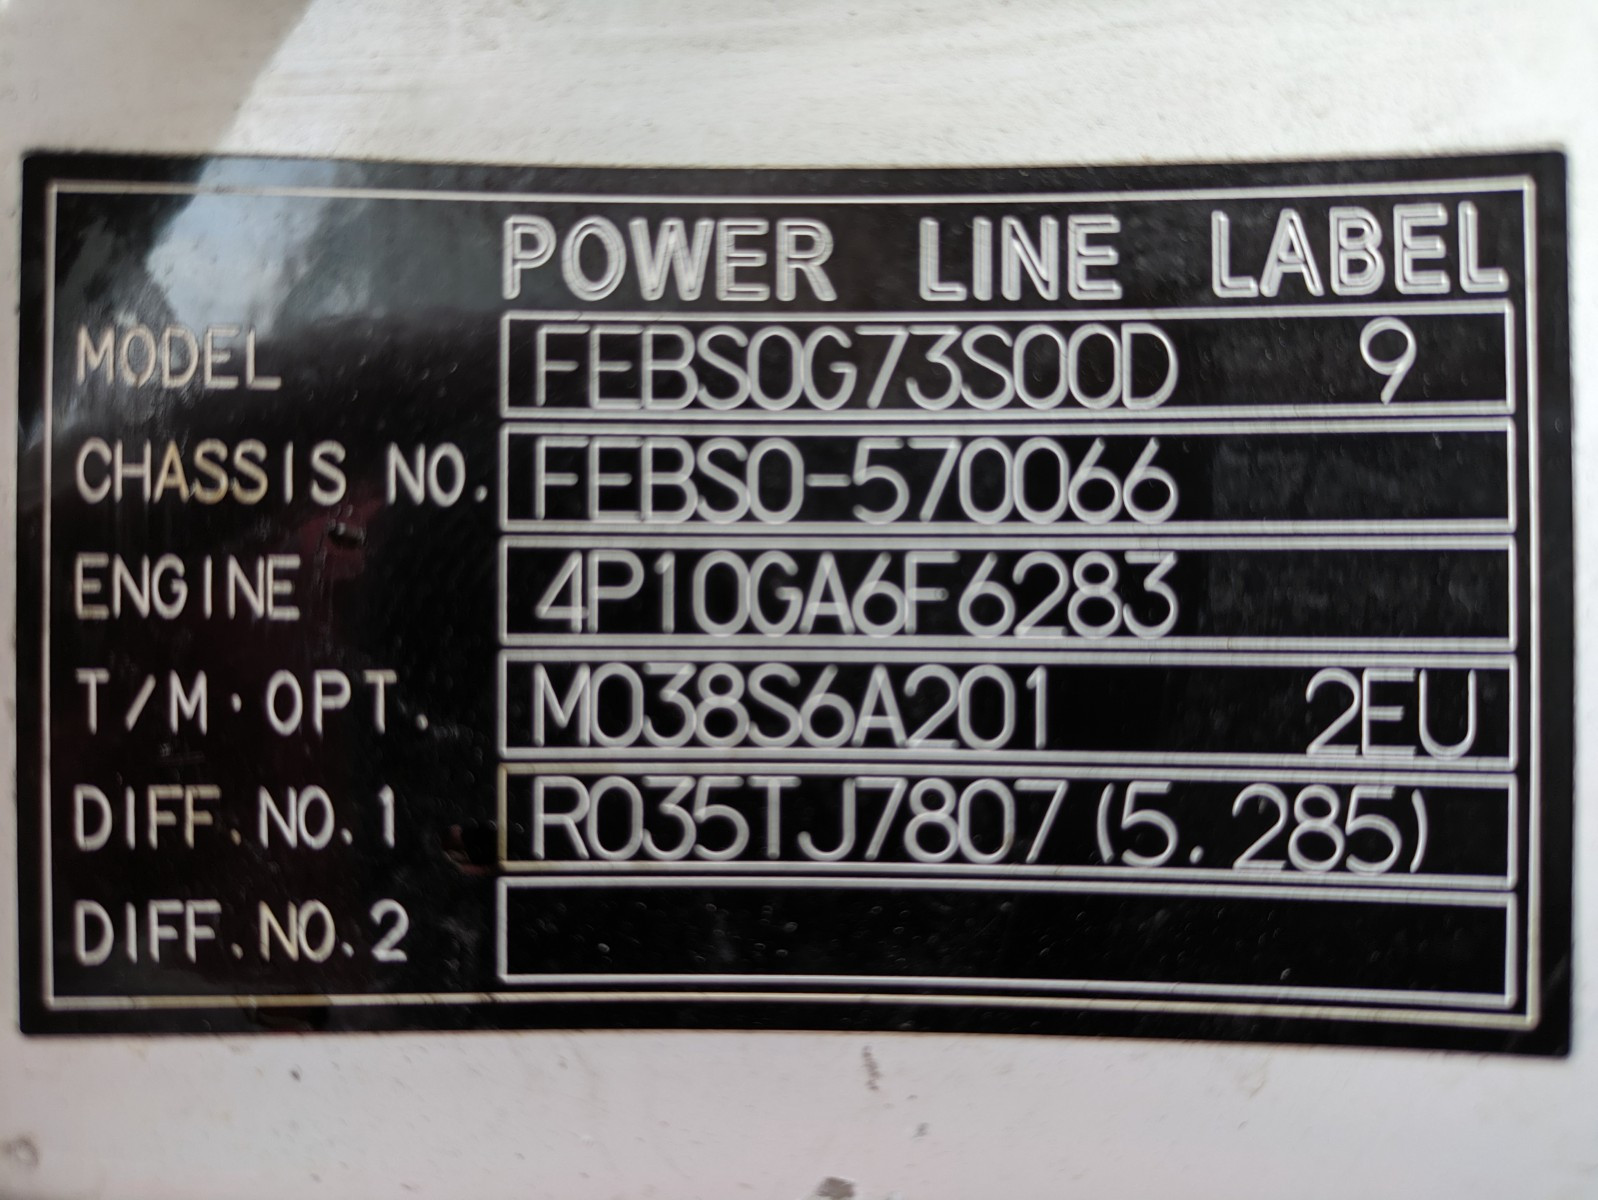 POWER LINE LABEL
MODEL FEBS0G73S00D 9
CHASSIS NO. FEBS0-570066
ENGINE 4P10GA6F6283
T/M·OPT. M038S6A201 2EU
DIFF.NO.1 R035TJ7807 (5.285)
DIFF.NO.2